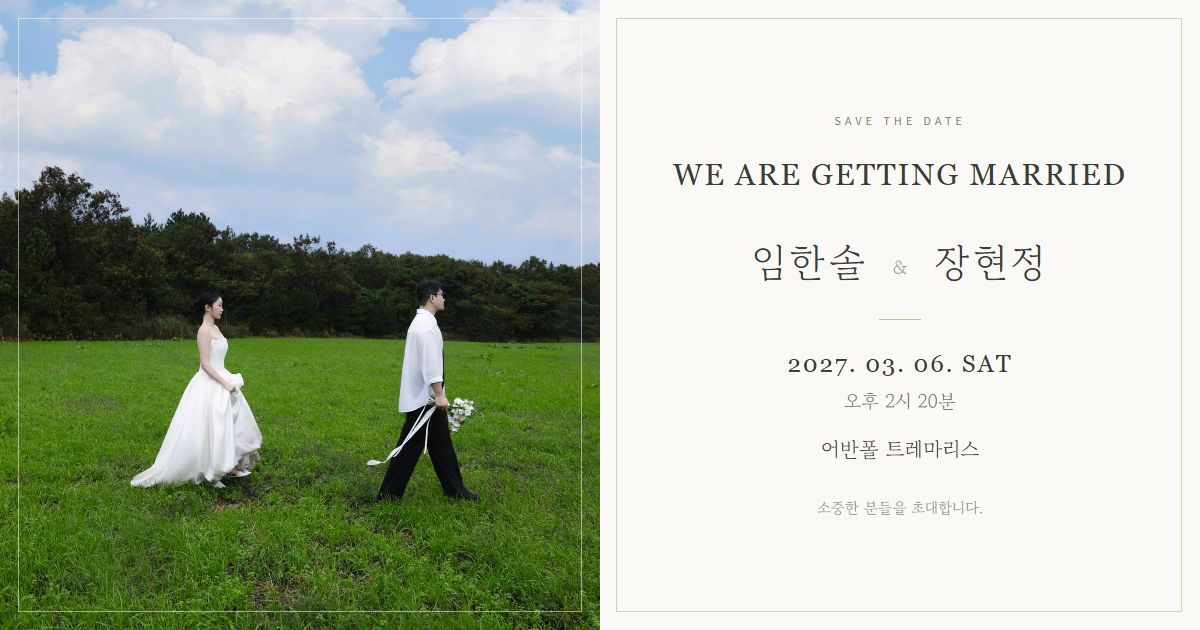 SAVE THE DATE
WE ARE GETTING MARRIED
임한솔 & 장현정
2027. 03. 06. SAT
오후 2시 20분
어반폴 트레마리스
소중한 분들을 초대합니다.